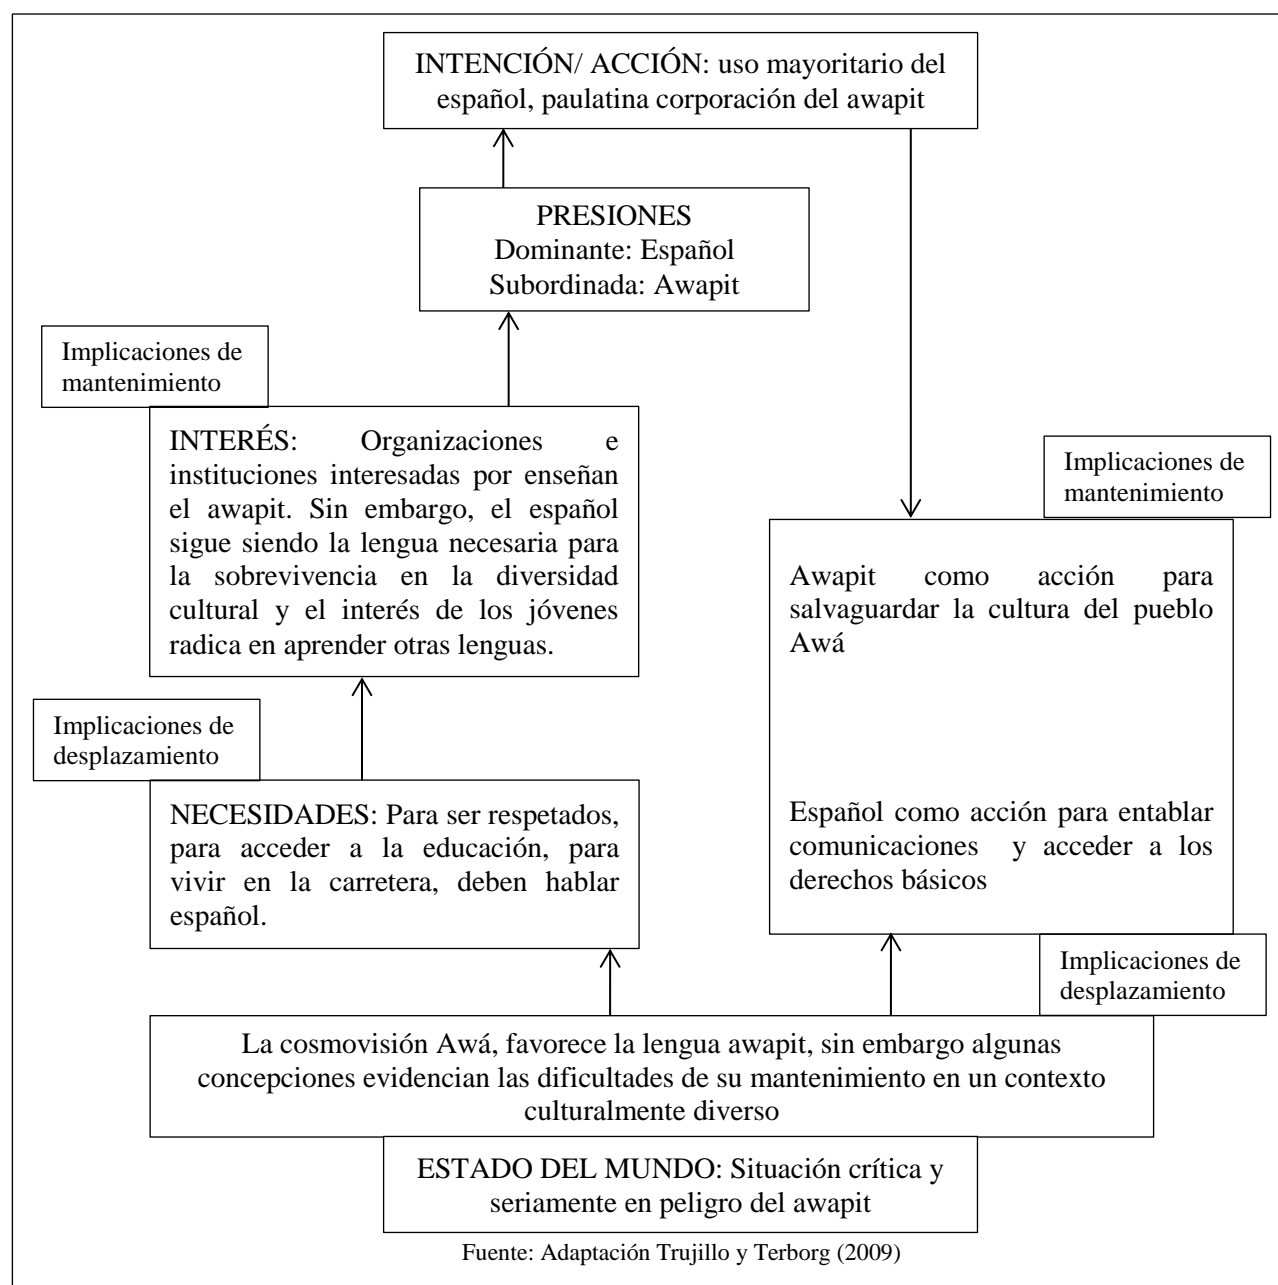 INTENCIÓN/ ACCIÓN: uso mayoritario del
español, paulatina corporación del awapit
PRESIONES
Dominante: Español
Subordinada: Awapit
Implicaciones de
mantenimiento
INTERÉS: Organizaciones e
instituciones interesadas por enseñan
el awapit. Sin embargo, el español
sigue siendo la lengua necesaria para
la sobrevivencia en la diversidad
cultural y el interés de los jóvenes
radica en aprender otras lenguas.
Implicaciones de
mantenimiento
Awapit como acción para
salvaguardar la cultura del pueblo
Awá
Español como acción para entablar
comunicaciones y acceder a los
derechos básicos
Implicaciones de
desplazamiento
NECESIDADES: Para ser respetados,
para acceder a la educación, para
vivir en la carretera, deben hablar
español.
Implicaciones de
desplazamiento
La cosmovisión Awá, favorece la lengua awapit, sin embargo algunas
concepciones evidencian las dificultades de su mantenimiento en un contexto
culturalmente diverso
ESTADO DEL MUNDO: Situación crítica y
seriamente en peligro del awapit
Fuente: Adaptación Trujillo y Terborg (2009)